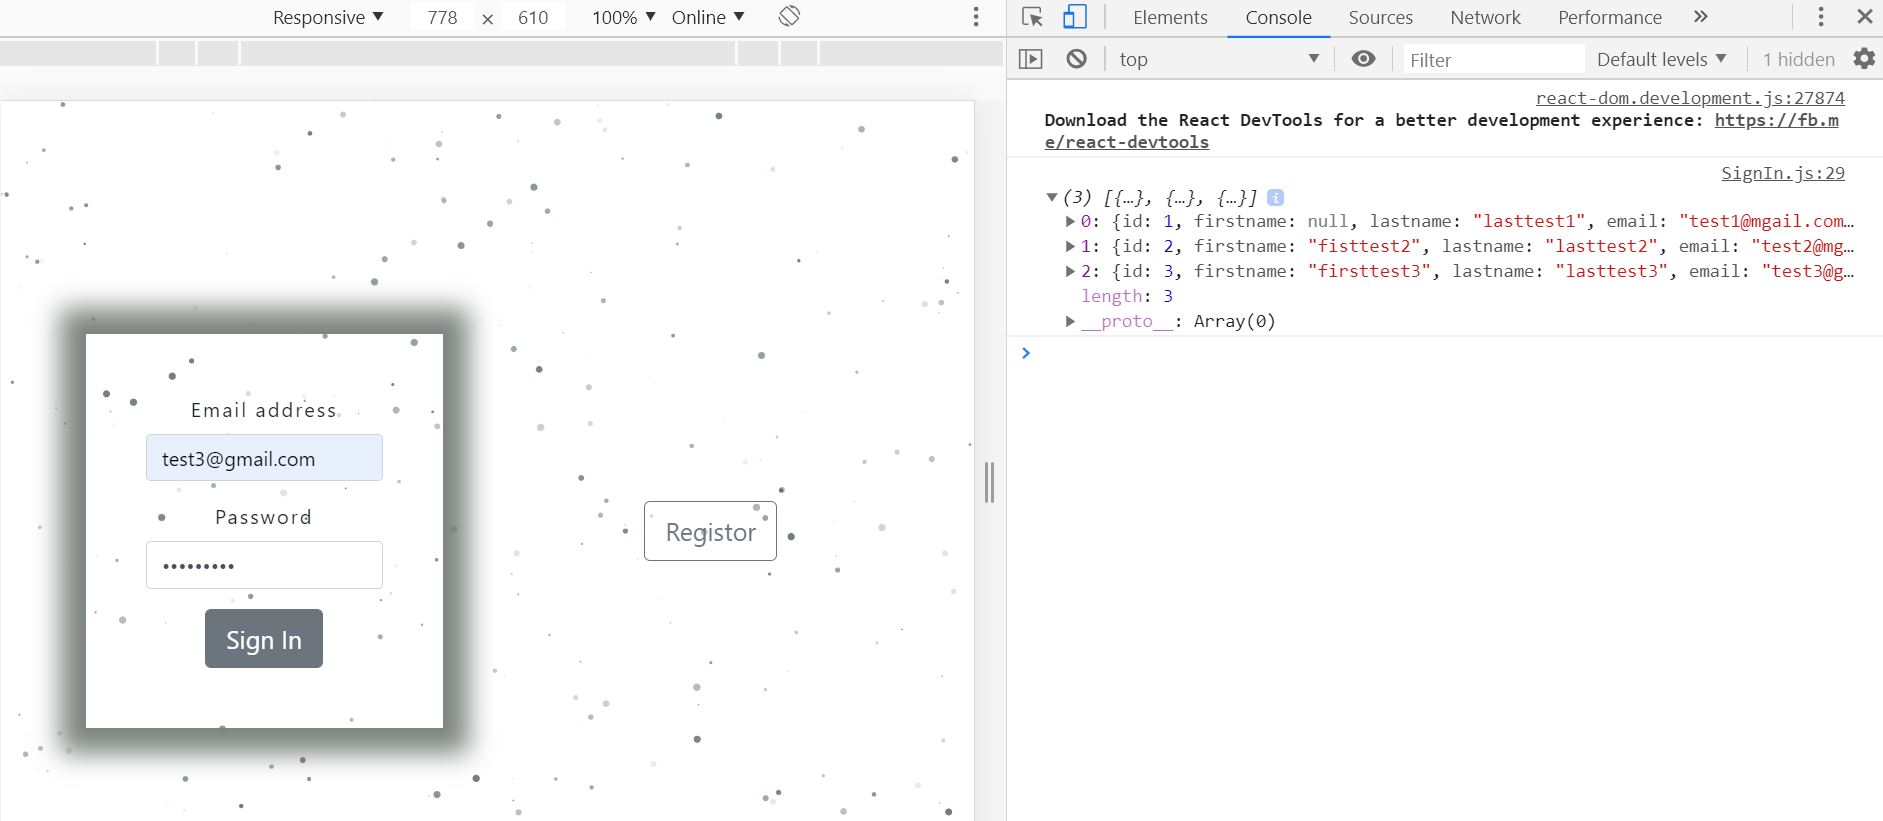 Responsive ▼ 778 × 610 100% ▼ Online ▼
Email address
test3@gmail.com
Password
•••••••••
Sign In
Registor
Elements Console Sources Network Performance »
top ▼ Filter Default levels ▼ 1 hidden
react-dom.development.js:27874
Download the React DevTools for a better development experience: https://fb.m
e/react-devtools
SignIn.js:29
▼(3) [{…}, {…}, {…}] i
▶0: {id: 1, firstname: null, lastname: "lasttest1", email: "test1@mgail.com…
▶1: {id: 2, firstname: "fisttest2", lastname: "lasttest2", email: "test2@mg…
▶2: {id: 3, firstname: "firsttest3", lastname: "lasttest3", email: "test3@g…
length: 3
▶__proto__: Array(0)